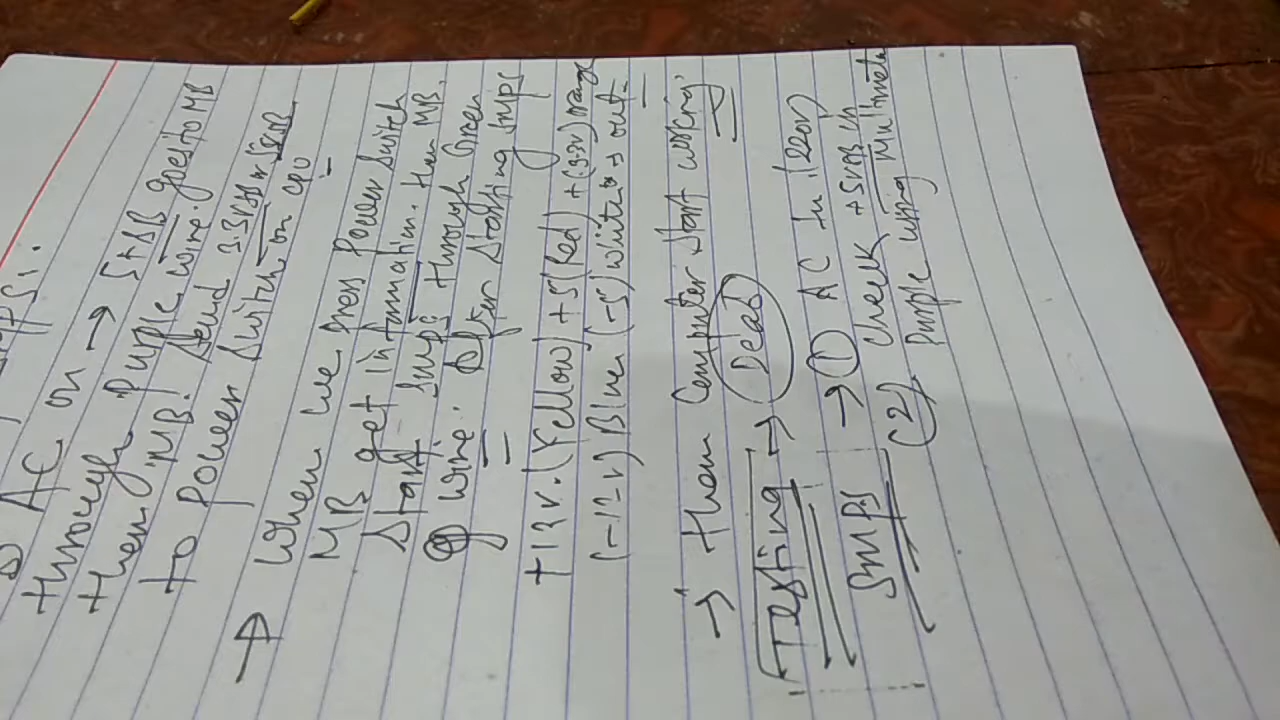 → AC on → 5VSB goes to MB
through Purple wire.
then MB. Send 3.3VSB or 5VSB
to Power Switch on CPU
→ When we press Power Switch
MB get information. then MB.
Start SMPS through Green
wire. After Starting SMPS
+12V. (Yellow) +5(Red) +(3.3V) orange
(-12V) Blue (-5) White → out
→ then Computer start working
Testing → (Dead)
SMPS → (1) AC In (220V)
(2) Check +5VSB in
Purple using Multimeter